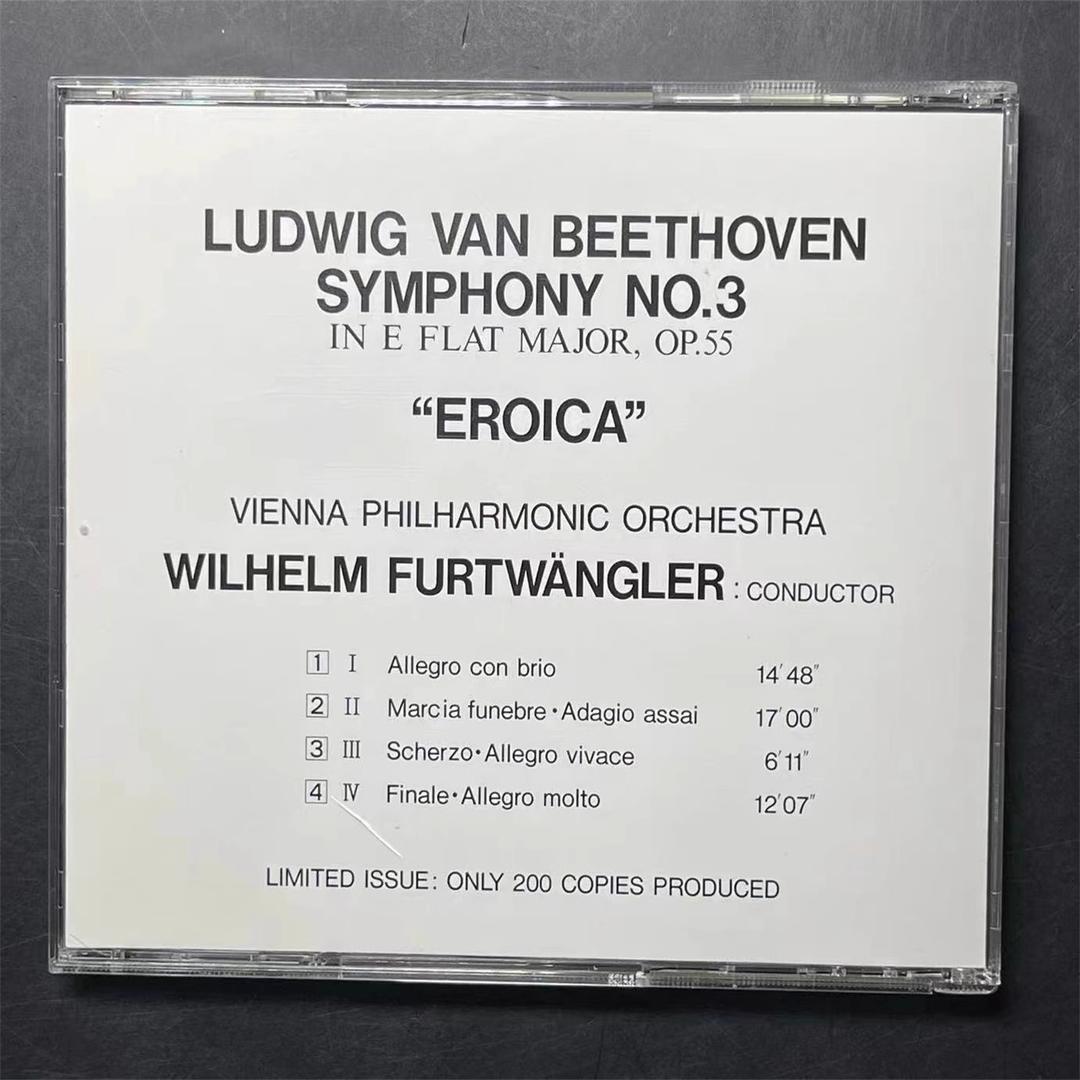 LUDWIG VAN BEETHOVEN
SYMPHONY NO.3
IN E FLAT MAJOR, OP.55
“EROICA”
VIENNA PHILHARMONIC ORCHESTRA
WILHELM FURTWÄNGLER : CONDUCTOR
1 I Allegro con brio 14′48″
2 II Marcia funebre·Adagio assai 17′00″
3 III Scherzo·Allegro vivace 6′11″
4 IV Finale·Allegro molto 12′07″
LIMITED ISSUE: ONLY 200 COPIES PRODUCED